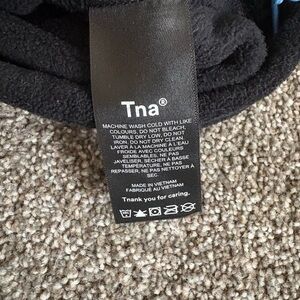 Tna®
MACHINE WASH COLD WITH LIKE
COLOURS. DO NOT BLEACH.
TUMBLE DRY LOW. DO NOT
IRON. DO NOT DRY CLEAN.
LAVER À LA MACHINE À L'EAU
FROIDE AVEC COULEURS
SEMBLABLES. NE PAS
JAVELISER. SÉCHER À BASSE
TEMPÉRATURE. NE PAS
REPASSER. NE PAS NETTOYER À
SEC.
MADE IN VIETNAM
FABRIQUÉ AU VIETNAM
Tnank you for caring.